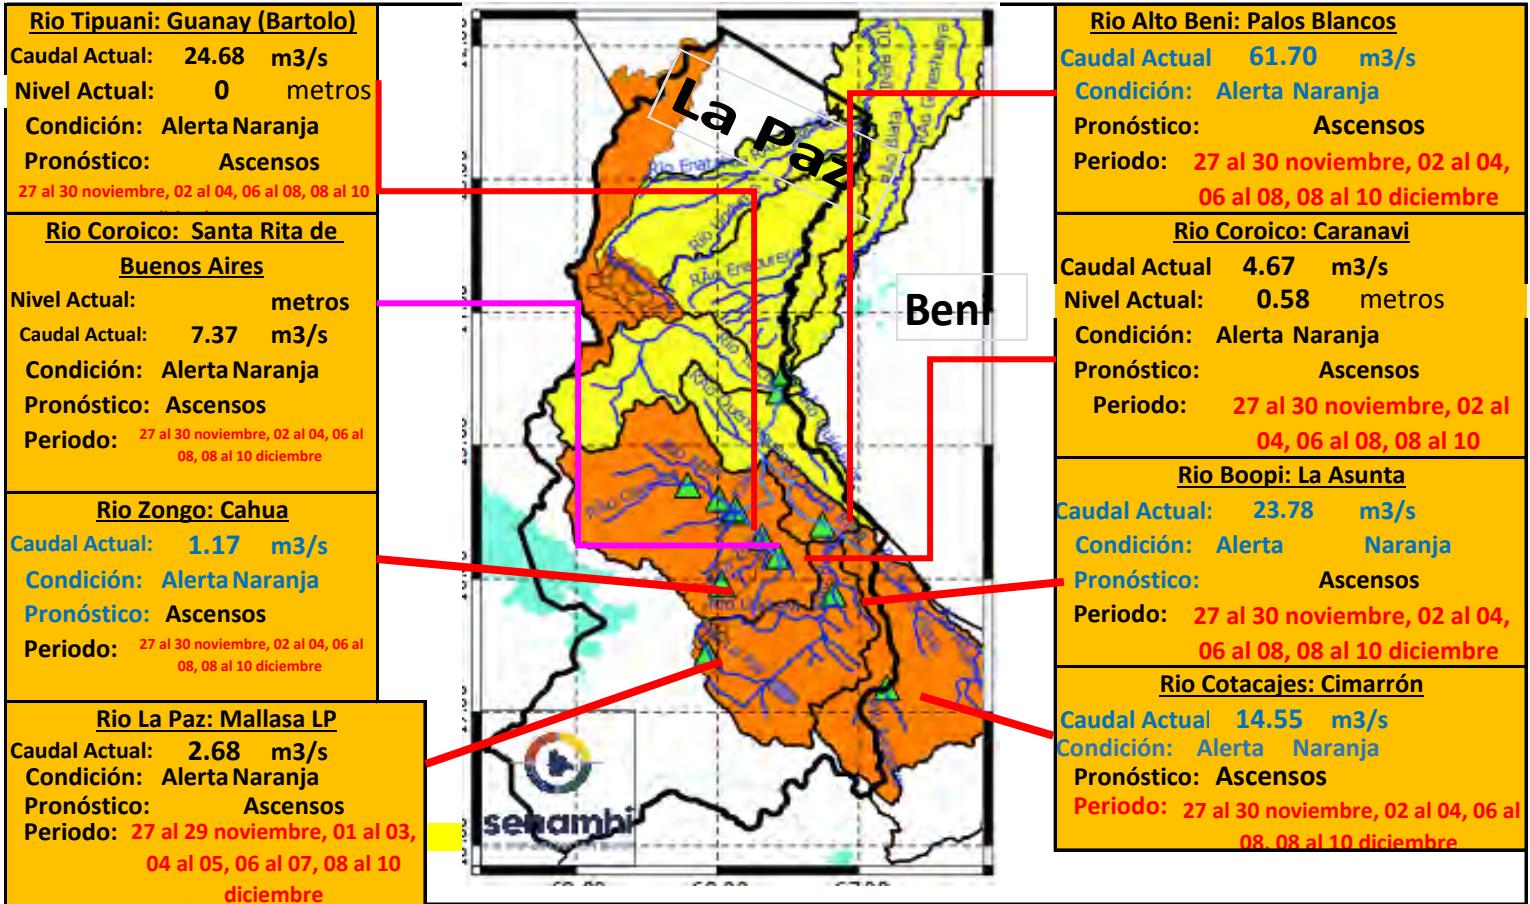 Rio Tipuani: Guanay (Bartolo)
Caudal Actual: 24.68 m3/s
Nivel Actual: 0 metros
Condición: Alerta Naranja
Pronóstico: Ascensos
27 al 30 noviembre, 02 al 04, 06 al 08, 08 al 10
Rio Coroico: Santa Rita de
Buenos Aires
Nivel Actual: metros
Caudal Actual: 7.37 m3/s
Condición: Alerta Naranja
Pronóstico: Ascensos
Periodo: 27 al 30 noviembre, 02 al 04, 06 al
08, 08 al 10 diciembre
Rio Zongo: Cahua
Caudal Actual: 1.17 m3/s
Condición: Alerta Naranja
Pronóstico: Ascensos
Periodo: 27 al 30 noviembre, 02 al 04, 06 al
08, 08 al 10 diciembre
Rio La Paz: Mallasa LP
Caudal Actual: 2.68 m3/s
Condición: Alerta Naranja
Pronóstico: Ascensos
Periodo: 27 al 29 noviembre, 01 al 03,
04 al 05, 06 al 07, 08 al 10
diciembre
La Paz
Beni
senamhi
Rio Alto Beni: Palos Blancos
Caudal Actual 61.70 m3/s
Condición: Alerta Naranja
Pronóstico: Ascensos
Periodo: 27 al 30 noviembre, 02 al 04,
06 al 08, 08 al 10 diciembre
Rio Coroico: Caranavi
Caudal Actual 4.67 m3/s
Nivel Actual: 0.58 metros
Condición: Alerta Naranja
Pronóstico: Ascensos
Periodo: 27 al 30 noviembre, 02 al
04, 06 al 08, 08 al 10
Rio Boopi: La Asunta
Caudal Actual: 23.78 m3/s
Condición: Alerta Naranja
Pronóstico: Ascensos
Periodo: 27 al 30 noviembre, 02 al 04,
06 al 08, 08 al 10 diciembre
Rio Cotacajes: Cimarrón
Caudal Actual 14.55 m3/s
Condición: Alerta Naranja
Pronóstico: Ascensos
Periodo: 27 al 30 noviembre, 02 al 04, 06 al
08, 08 al 10 diciembre